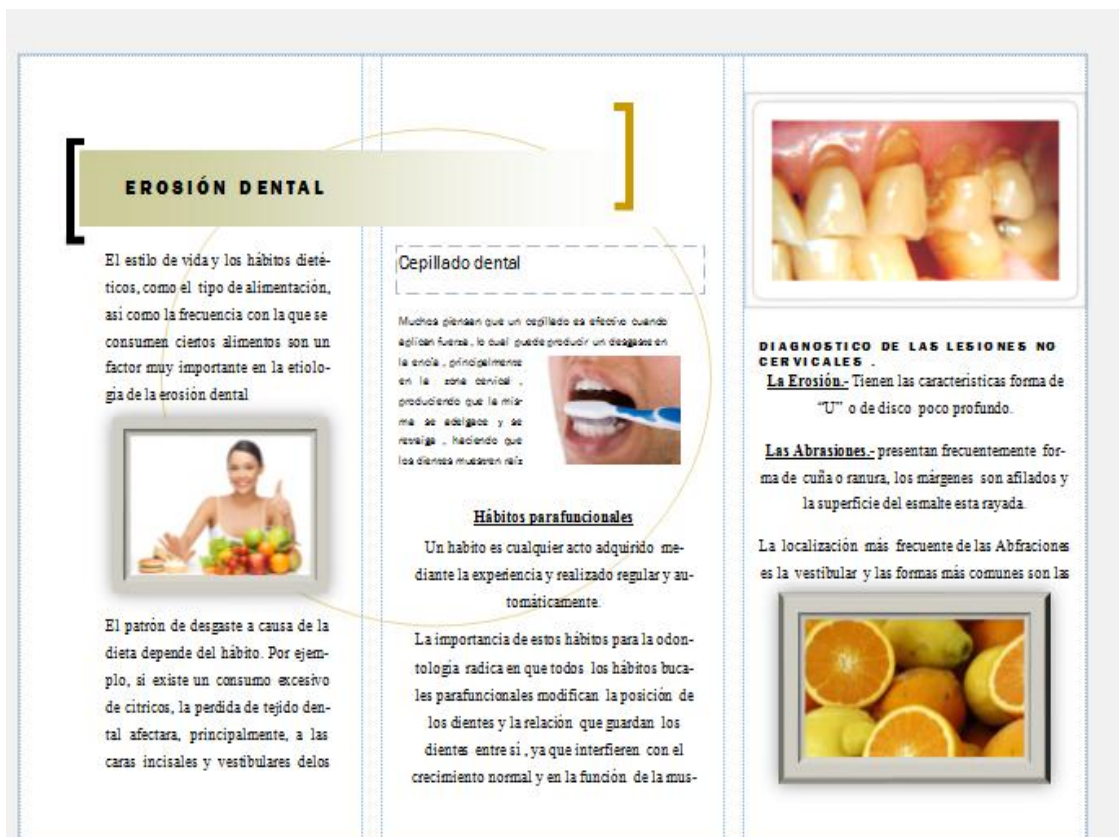 EROSIÓN DENTAL
El estilo de vida y los hábitos dieté-
ticos, como el tipo de alimentación,
asi como la frecuencia con la que se
consumen ciertos alimentos son un
factor muy importante en la etiolo-
gía de la erosión dental
El patrón de desgaste a causa de la
dieta depende del hábito. Por ejem-
plo, si existe un consumo excesivo
de citricos, la perdida de tejido den-
tal afectara, principalmente, a las
caras incisales y vestibulares delos
Cepillado dental
Muchos piensan que un cepillado es efectivo cuando
aplican fuerza, lo cual puede producir un desgaste en
la encía , principalmente
en la zona cervical ,
produciendo que la mis-
ma se adelgace y se
retraiga , haciendo que
los dientes muestren raíz
Hábitos parafuncionales
Un habito es cualquier acto adquirido me-
diante la experiencia y realizado regular y au-
tomáticamente.
La importancia de estos hábitos para la odon-
tologia radica en que todos los hábitos buca-
les parafuncionales modifican la posición de
los dientes y la relación que guardan los
dientes entre si , ya que interfieren con el
crecimiento normal y en la función de la mus-
DIAGNOSTICO DE LAS LESIONES NO
CERVICALES .
La Erosión.- Tienen las características forma de
“U” o de disco poco profundo.
Las Abrasiones.- presentan frecuentemente for-
ma de cuña o ranura, los márgenes son afilados y
la superficie del esmalte esta rayada.
La localización más frecuente de las Abfraciones
es la vestibular y las formas más comunes son las